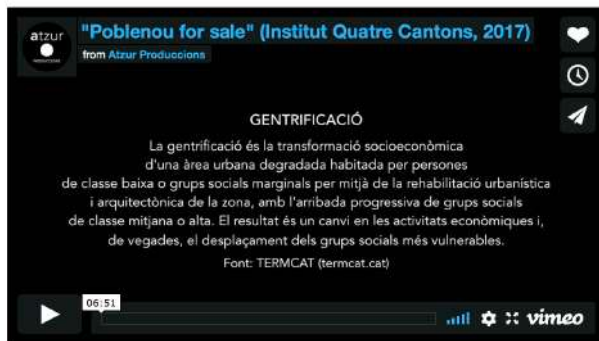 atzur
PRODUCCIONS
"Poblenou for sale" (Institut Quatre Cantons, 2017)
from Atzur Produccions
GENTRIFICACIÓ
La gentrificació és la transformació socioeconòmica
d'una àrea urbana degradada habitada per persones
de classe baixa o grups socials marginals per mitjà de la rehabilitació urbanística
i arquitectònica de la zona, amb l'arribada progressiva de grups socials
de classe mitjana o alta. El resultat és un canvi en les activitats econòmiques i,
de vegades, el desplaçament dels grups socials més vulnerables.
Font: TERMCAT (termcat.cat)
06:51
vimeo